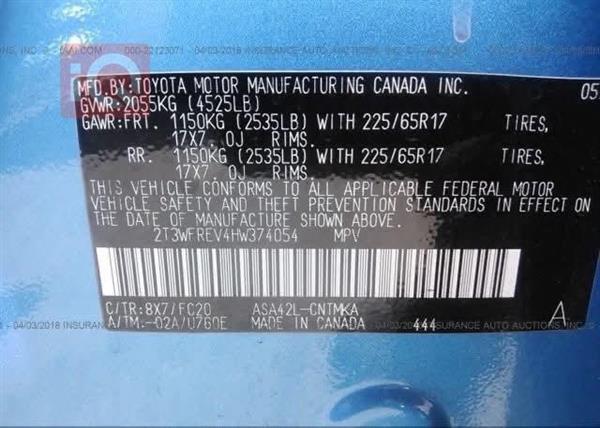 MFD.BY:TOYOTA MOTOR MANUFACTURING CANADA INC. 05
GVWR:2055KG (4525LB)
GAWR:FRT. 1150KG (2535LB) WITH 225/65R17 TIRES,
17X7. OJ RIMS.
RR. 1150KG (2535LB) WITH 225/65R17 TIRES,
17X7. OJ RIMS.
THIS VEHICLE CONFORMS TO ALL APPLICABLE FEDERAL MOTOR
VEHICLE SAFETY AND THEFT PREVENTION STANDARDS IN EFFECT ON
THE DATE OF MANUFACTURE SHOWN ABOVE.
2T3WFREV4HW374054 MPV
C/TR:8X7/FC20 ASA42L-CNTMKA
A/TM:-02A/U760E MADE IN CANADA 444 A